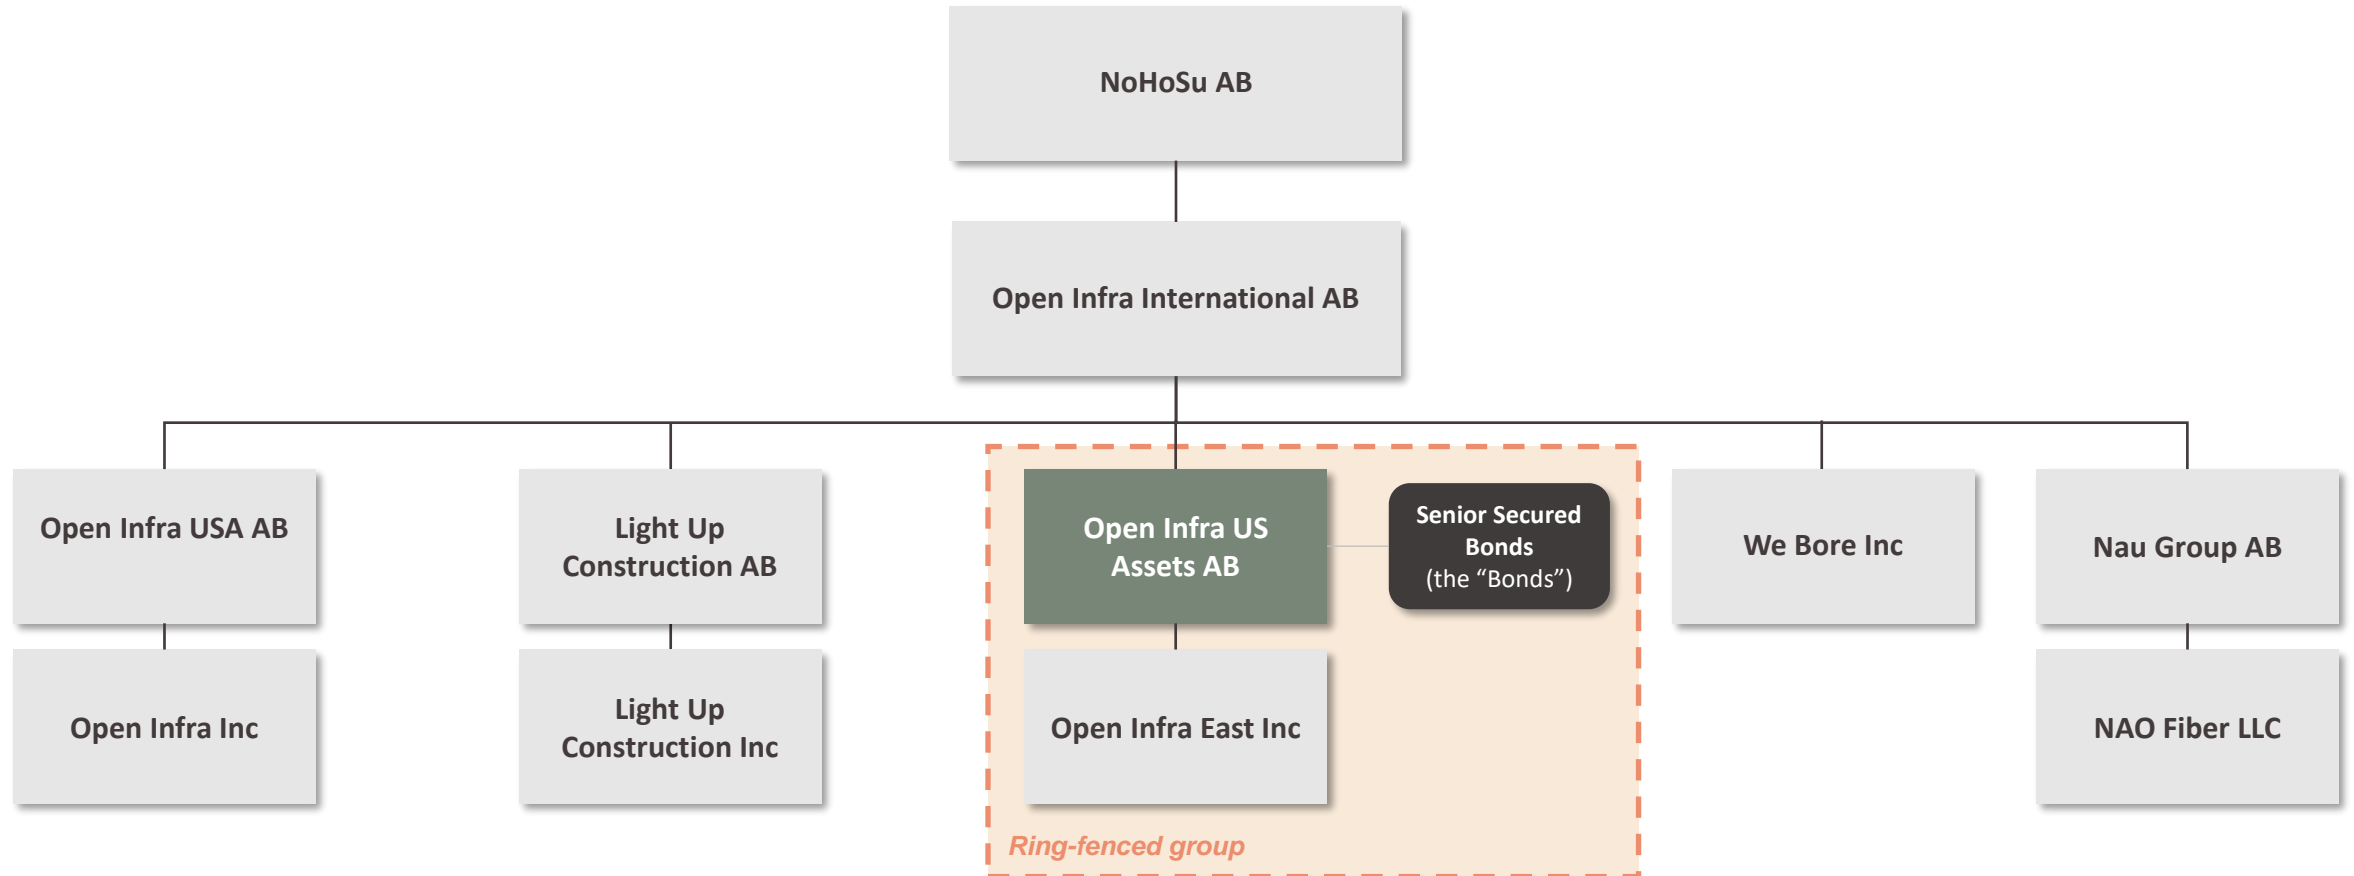 NoHoSu AB
Open Infra International AB
Open Infra USA AB
Light Up
Construction AB
Open Infra US
Assets AB
Senior Secured
Bonds
(the “Bonds”)
We Bore Inc
Nau Group AB
Open Infra Inc
Light Up
Construction Inc
Open Infra East Inc
NAO Fiber LLC
Ring-fenced group